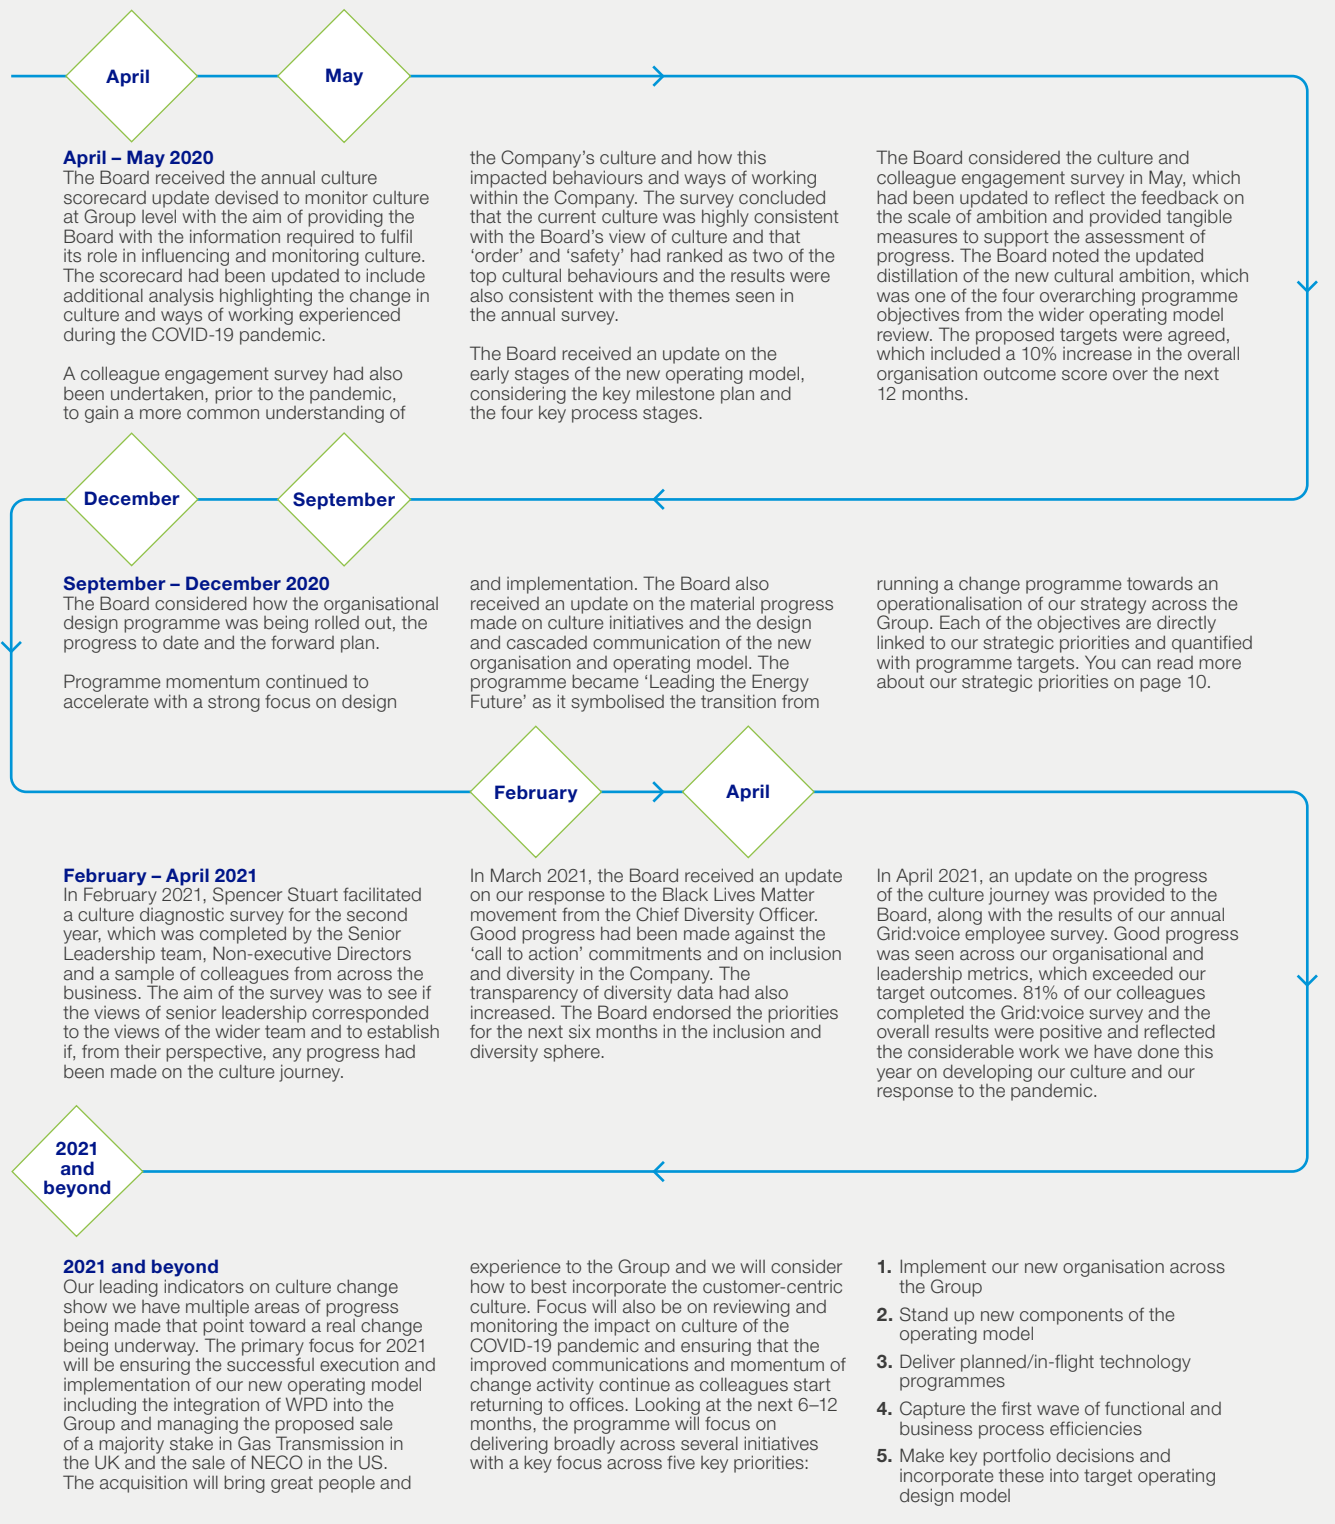 April
May
April – May 2020
The Board received the annual culture
scorecard update devised to monitor culture
at Group level with the aim of providing the
Board with the information required to fulfil
its role in influencing and monitoring culture.
The scorecard had been updated to include
additional analysis highlighting the change in
culture and ways of working experienced
during the COVID-19 pandemic.
A colleague engagement survey had also
been undertaken, prior to the pandemic,
to gain a more common understanding of
the Company's culture and how this
impacted behaviours and ways of working
within the Company. The survey concluded
that the current culture was highly consistent
with the Board's view of culture and that
‘order’ and ‘safety’ had ranked as two of the
top cultural behaviours and the results were
also consistent with the themes seen in
the annual survey.
The Board received an update on the
early stages of the new operating model,
considering the key milestone plan and
the four key process stages.
The Board considered the culture and
colleague engagement survey in May, which
had been updated to reflect the feedback on
the scale of ambition and provided tangible
measures to support the assessment of
progress. The Board noted the updated
distillation of the new cultural ambition, which
was one of the four overarching programme
objectives from the wider operating model
review. The proposed targets were agreed,
which included a 10% increase in the overall
organisation outcome score over the next
12 months.
December
September
September – December 2020
The Board considered how the organisational
design programme was being rolled out, the
progress to date and the forward plan.
Programme momentum continued to
accelerate with a strong focus on design
and implementation. The Board also
received an update on the material progress
made on culture initiatives and the design
and cascaded communication of the new
organisation and operating model. The
programme became ‘Leading the Energy
Future’ as it symbolised the transition from
running a change programme towards an
operationalisation of our strategy across the
Group. Each of the objectives are directly
linked to our strategic priorities and quantified
with programme targets. You can read more
about our strategic priorities on page 10.
February
April
February – April 2021
In February 2021, Spencer Stuart facilitated
a culture diagnostic survey for the second
year, which was completed by the Senior
Leadership team, Non-executive Directors
and a sample of colleagues from across the
business. The aim of the survey was to see if
the views of senior leadership corresponded
to the views of the wider team and to establish
if, from their perspective, any progress had
been made on the culture journey.
In March 2021, the Board received an update
on our response to the Black Lives Matter
movement from the Chief Diversity Officer.
Good progress had been made against the
‘call to action’ commitments and on inclusion
and diversity in the Company. The
transparency of diversity data had also
increased. The Board endorsed the priorities
for the next six months in the inclusion and
diversity sphere.
In April 2021, an update on the progress
of the culture journey was provided to the
Board, along with the results of our annual
Grid:voice employee survey. Good progress
was seen across our organisational and
leadership metrics, which exceeded our
target outcomes. 81% of our colleagues
completed the Grid:voice survey and the
overall results were positive and reflected
the considerable work we have done this
year on developing our culture and our
response to the pandemic.
2021
and
beyond
2021 and beyond
Our leading indicators on culture change
show we have multiple areas of progress
being made that point toward a real change
being underway. The primary focus for 2021
will be ensuring the successful execution and
implementation of our new operating model
including the integration of WPD into the
Group and managing the proposed sale
of a majority stake in Gas Transmission in
the UK and the sale of NECO in the US.
The acquisition will bring great people and
experience to the Group and we will consider
how to best incorporate the customer-centric
culture. Focus will also be on reviewing and
monitoring the impact on culture of the
COVID-19 pandemic and ensuring that the
improved communications and momentum of
change activity continue as colleagues start
returning to offices. Looking at the next 6–12
months, the programme will focus on
delivering broadly across several initiatives
with a key focus across five key priorities:
1. Implement our new organisation across
the Group
2. Stand up new components of the
operating model
3. Deliver planned/in-flight technology
programmes
4. Capture the first wave of functional and
business process efficiencies
5. Make key portfolio decisions and
incorporate these into target operating
design model